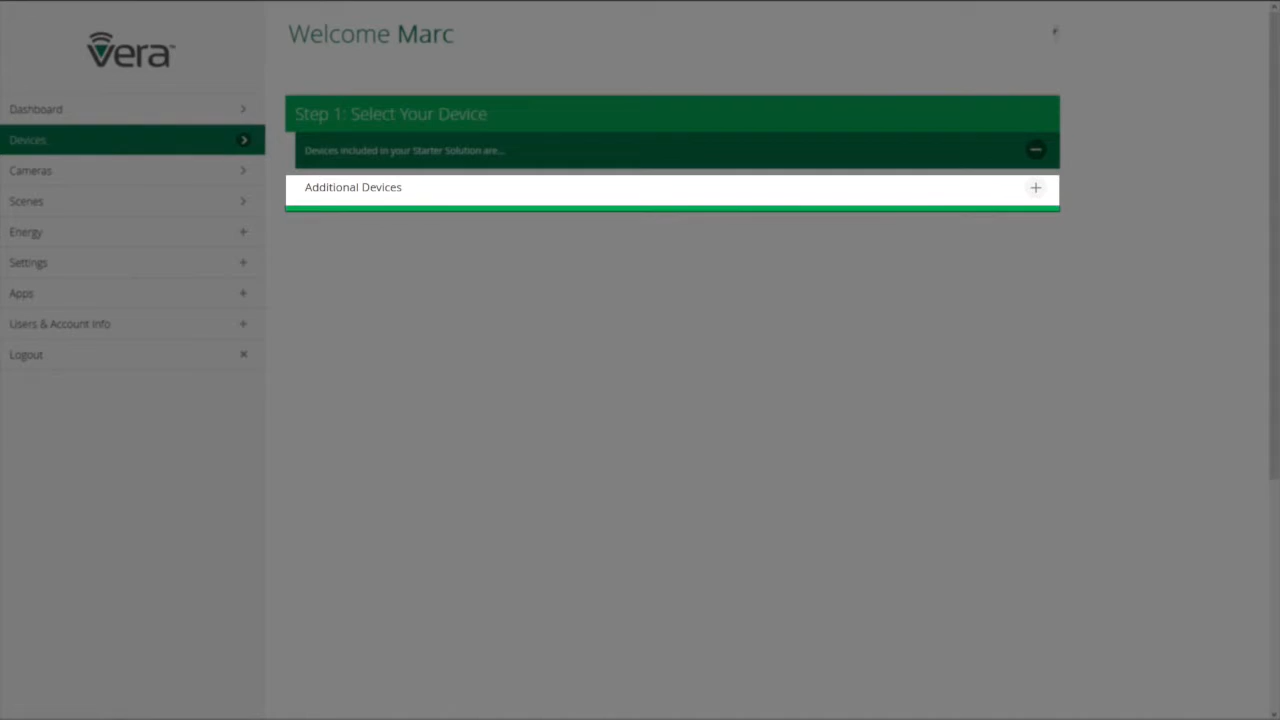 vera™
Welcome Marc
Dashboard
Devices
Cameras
Scenes
Energy
Settings
Apps
Users & Account Info
Logout
Step 1: Select Your Device
Devices included in your Starter Solution are...
Additional Devices